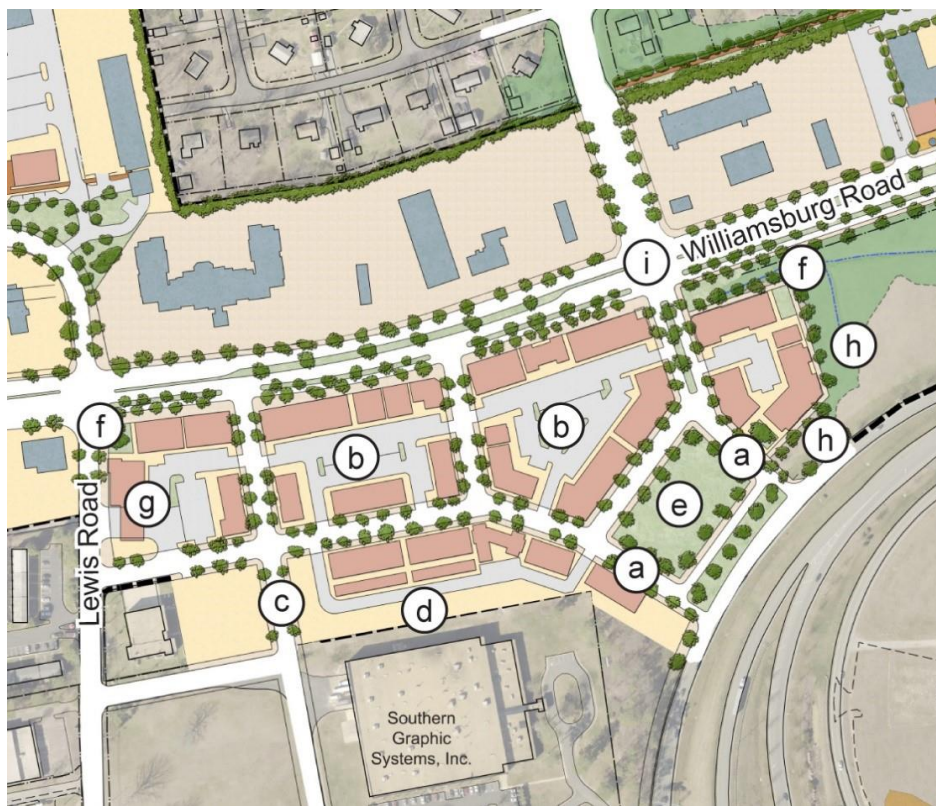 Williamsburg Road
i
f
h
f
b
b
a
h
g
e
Lewis Road
a
c
d
Southern
Graphic
Systems, Inc.